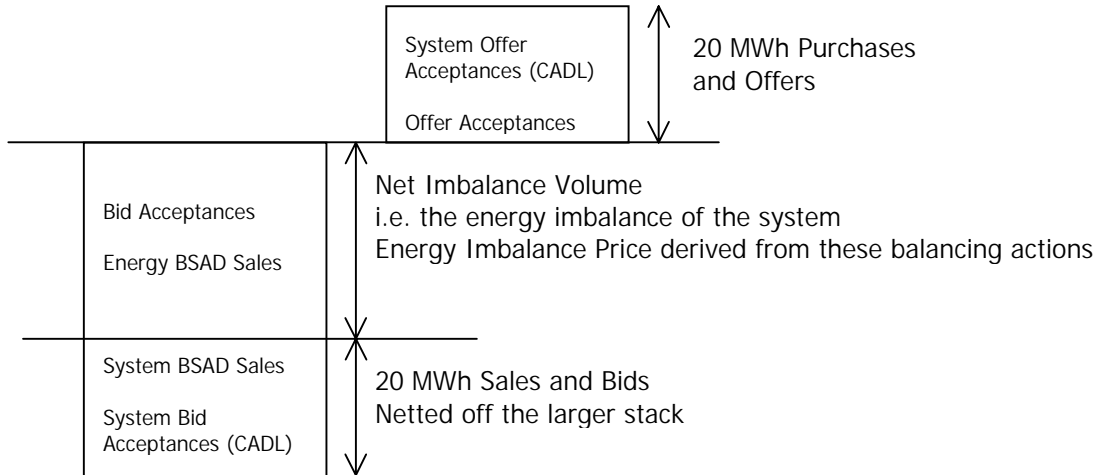 System Offer
Acceptances (CADL)
Offer Acceptances
20 MWh Purchases
and Offers
Bid Acceptances
Energy BSAD Sales
Net Imbalance Volume
i.e. the energy imbalance of the system
Energy Imbalance Price derived from these balancing actions
System BSAD Sales
System Bid
Acceptances (CADL)
20 MWh Sales and Bids
Netted off the larger stack